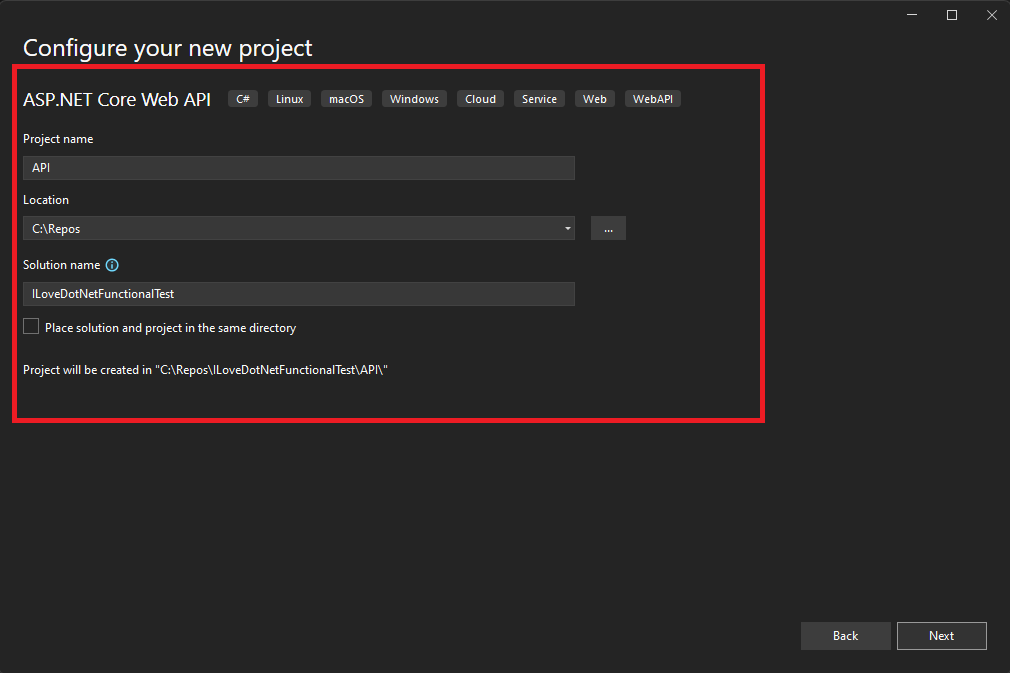 Configure your new project
ASP.NET Core Web API C# Linux macOS Windows Cloud Service Web WebAPI
Project name
API
Location
C:\Repos
...
Solution name
ILoveDotNetFunctionalTest
Place solution and project in the same directory
Project will be created in "C:\Repos\ILoveDotNetFunctionalTest\API\"
Back Next